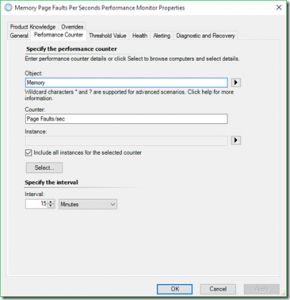 Memory Page Faults Per Seconds Performance Monitor Properties
Product Knowledge Overrides
General Performance Counter Threshold Value Health Alerting Diagnostic and Recovery
Specify the performance counter
Enter performance counter details or click Select to browse computers and select details.
Object:
Memory
Wildcard characters * and ? are supported for advanced scenarios. Click help for more
information.
Counter:
Page Faults/sec
Instance:
Include all instances for the selected counter
Select...
Specify the interval
Interval:
15 Minutes
OK Cancel Apply